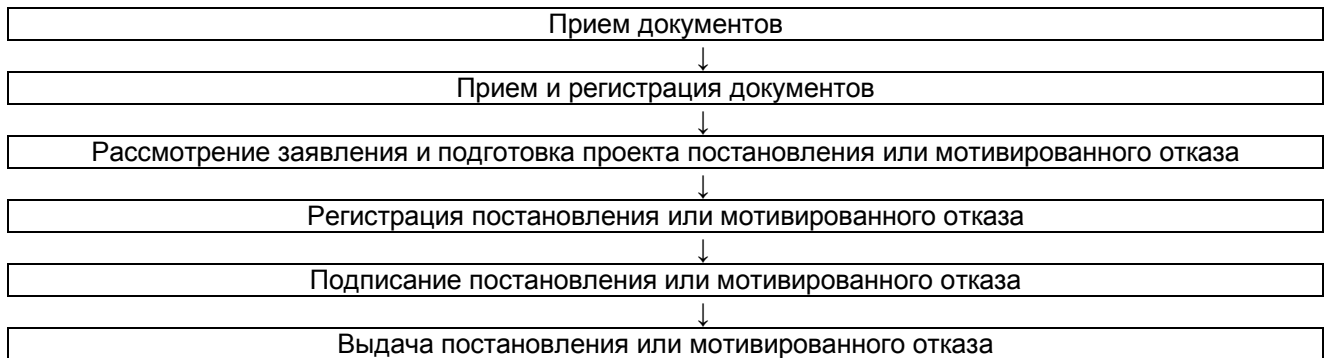 Прием документов
↓
Прием и регистрация документов
↓
Рассмотрение заявления и подготовка проекта постановления или мотивированного отказа
↓
Регистрация постановления или мотивированного отказа
↓
Подписание постановления или мотивированного отказа
↓
Выдача постановления или мотивированного отказа